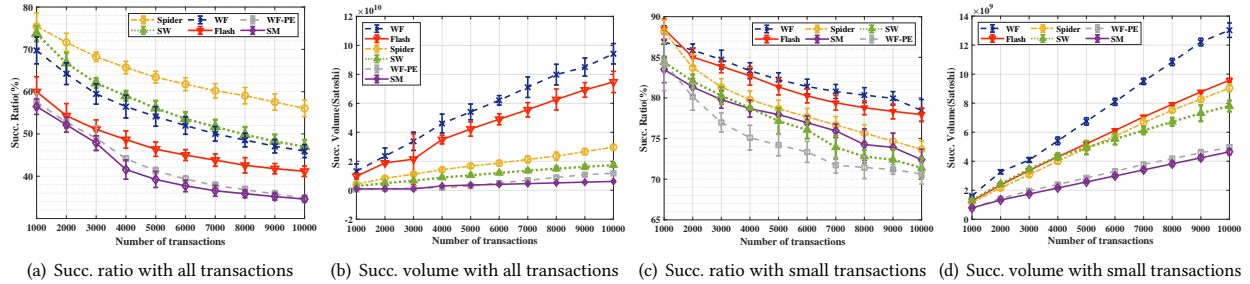 Succ. Ratio(%)
80
60
40
Spider
WF
WF-PE
SW
Flash
SM
1000 2000 3000 4000 5000 6000 7000 8000 9000 10000
Number of transactions
(a) Succ. ratio with all transactions
×10^10
Succ. Volume(Satoshi)
12
10
8
6
4
2
0
-2
WF
Flash
Spider
SW
WF-PE
SM
1000 2000 3000 4000 5000 6000 7000 8000 9000 10000
Number of transactions
(b) Succ. volume with all transactions
Succ. Ratio(%)
90
85
80
75
70
65
WF
Spider
WF-PE
Flash
SM
SW
1000 2000 3000 4000 5000 6000 7000 8000 9000 10000
Number of transactions
(c) Succ. ratio with small transactions
×10^9
Succ. Volume(Satoshi)
14
12
10
8
6
4
2
0
WF
Spider
WF-PE
Flash
SW
SM
1000 2000 3000 4000 5000 6000 7000 8000 9000 10000
Number of transactions
(d) Succ. volume with small transactions